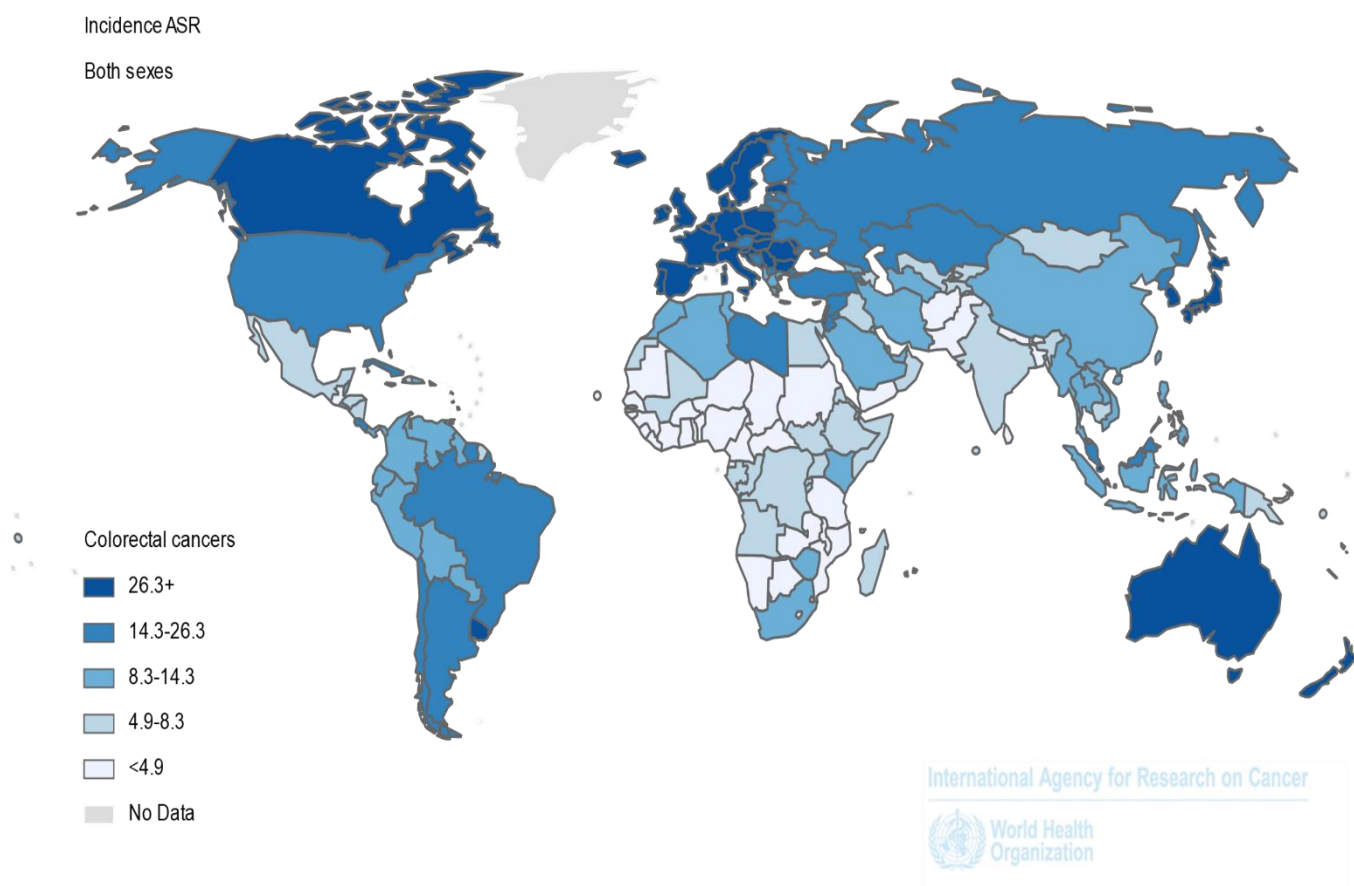 Incidence ASR
Both sexes
Colorectal cancers
26.3+
14.3-26.3
8.3-14.3
4.9-8.3
<4.9
No Data
International Agency for Research on Cancer
World Health
Organization